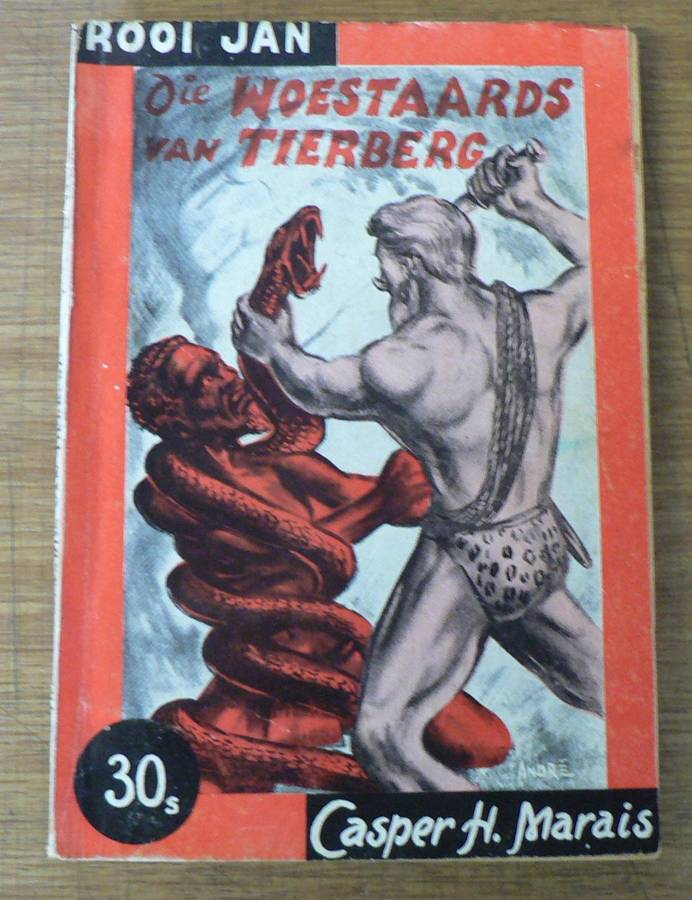 ROOI JAN
Die WOESTAARDS
VAN TIERBERG
ANDRÉ
30s
Casper H. Marais